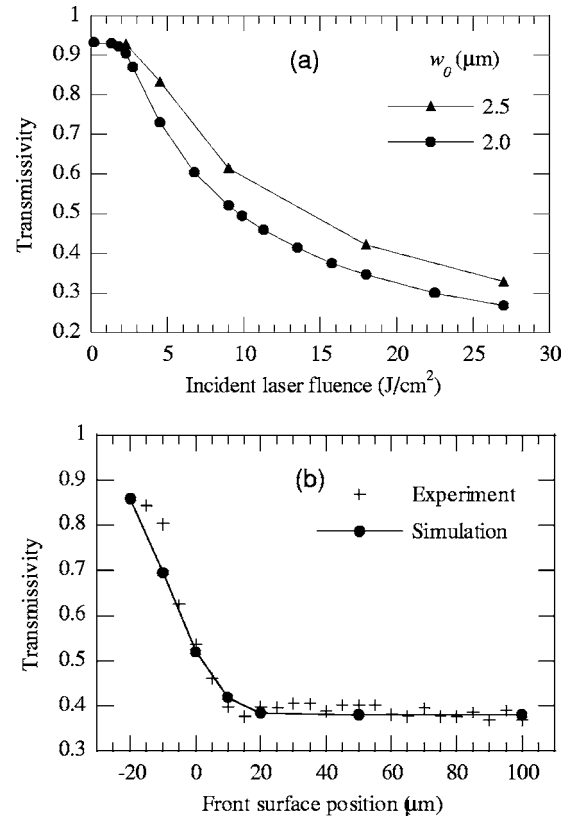 1
0.9
0.8
0.7
0.6
0.5
0.4
0.3
0.2
Transmissivity
(a)
w0 (μm)
2.5
2.0
0 5 10 15 20 25 30
Incident laser fluence (J/cm²)
1
0.9
0.8
0.7
0.6
0.5
0.4
0.3
Transmissivity
(b)
Experiment
Simulation
-20 0 20 40 60 80 100
Front surface position (μm)